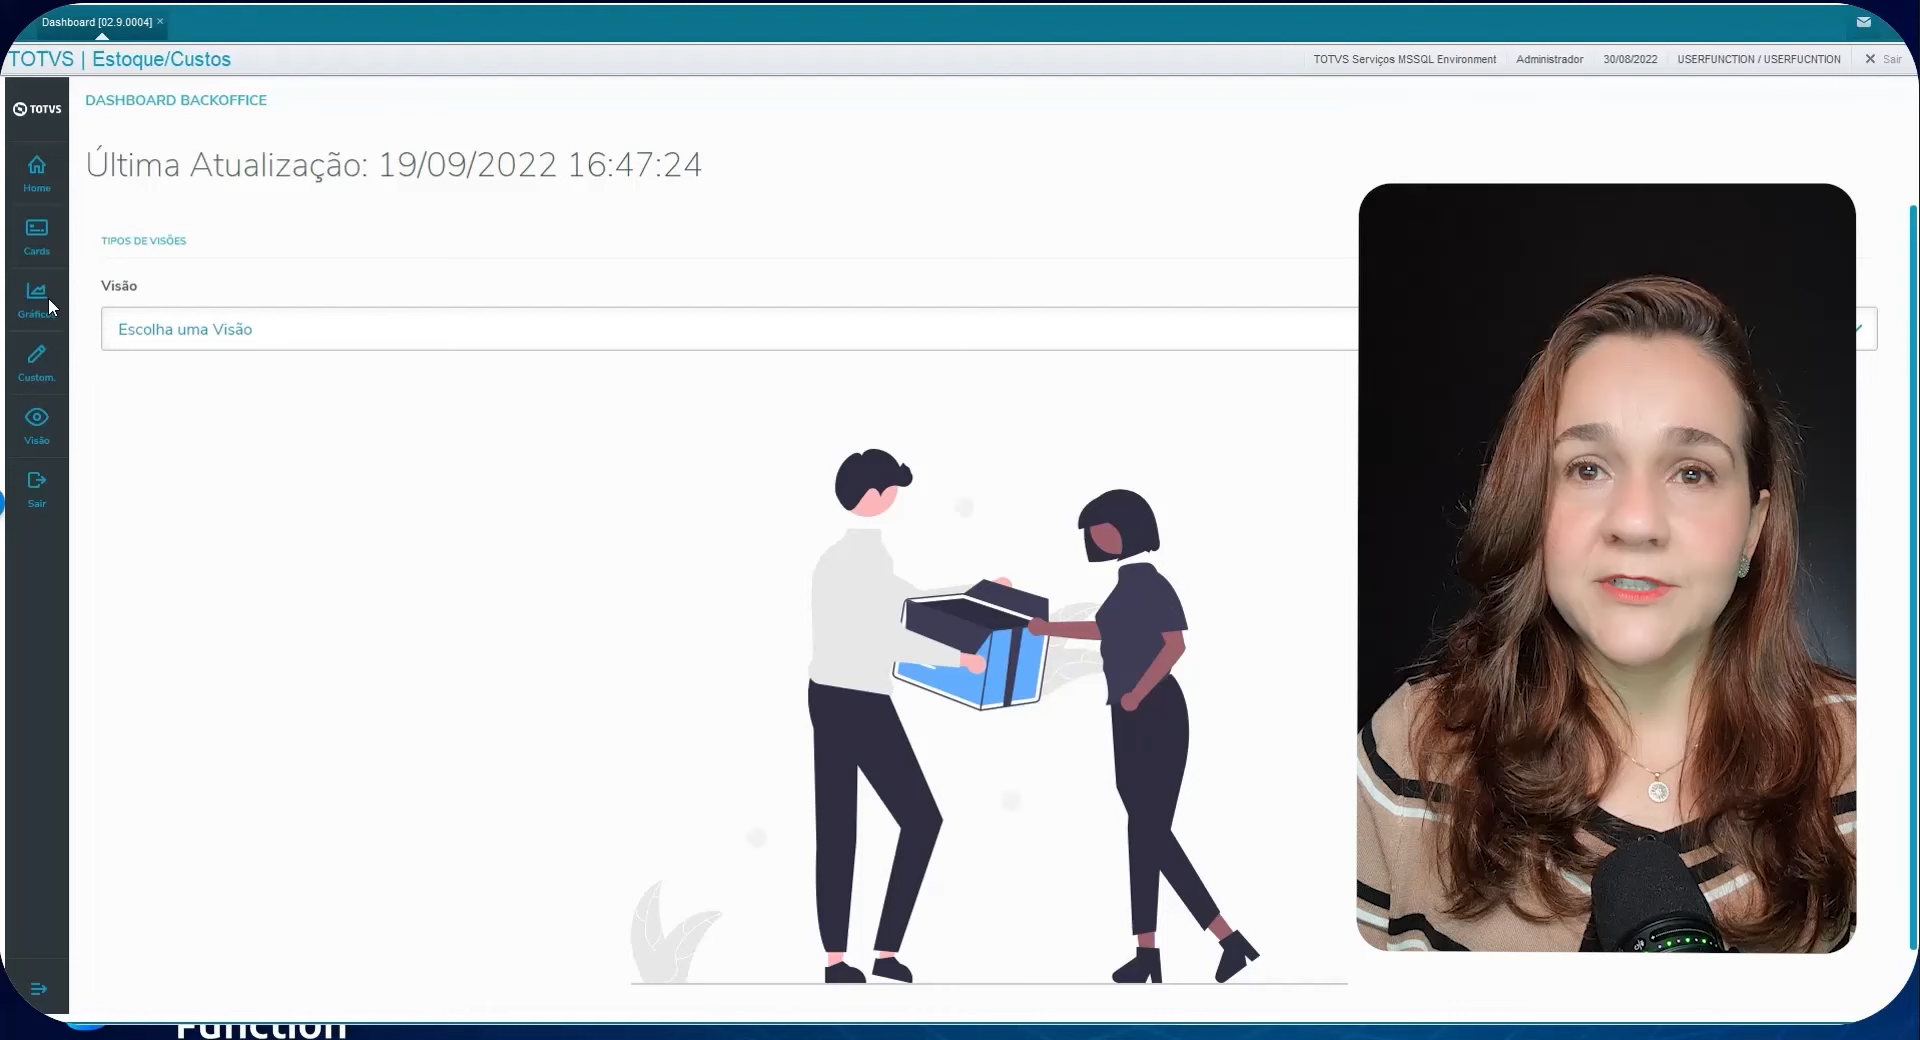 Dashboard [02.9.0004] ×
TOTVS | Estoque/Custos
TOTVS Serviços MSSQL Environment Administrador 30/08/2022 USERFUNCTION / USERFUCNTION Sair
TOTVS
DASHBOARD BACKOFFICE
Última Atualização: 19/09/2022 16:47:24
Home
TIPOS DE VISÕES
Cards
Visão
Gráfic
Escolha uma Visão
Custom.
Visão
Sair
Function